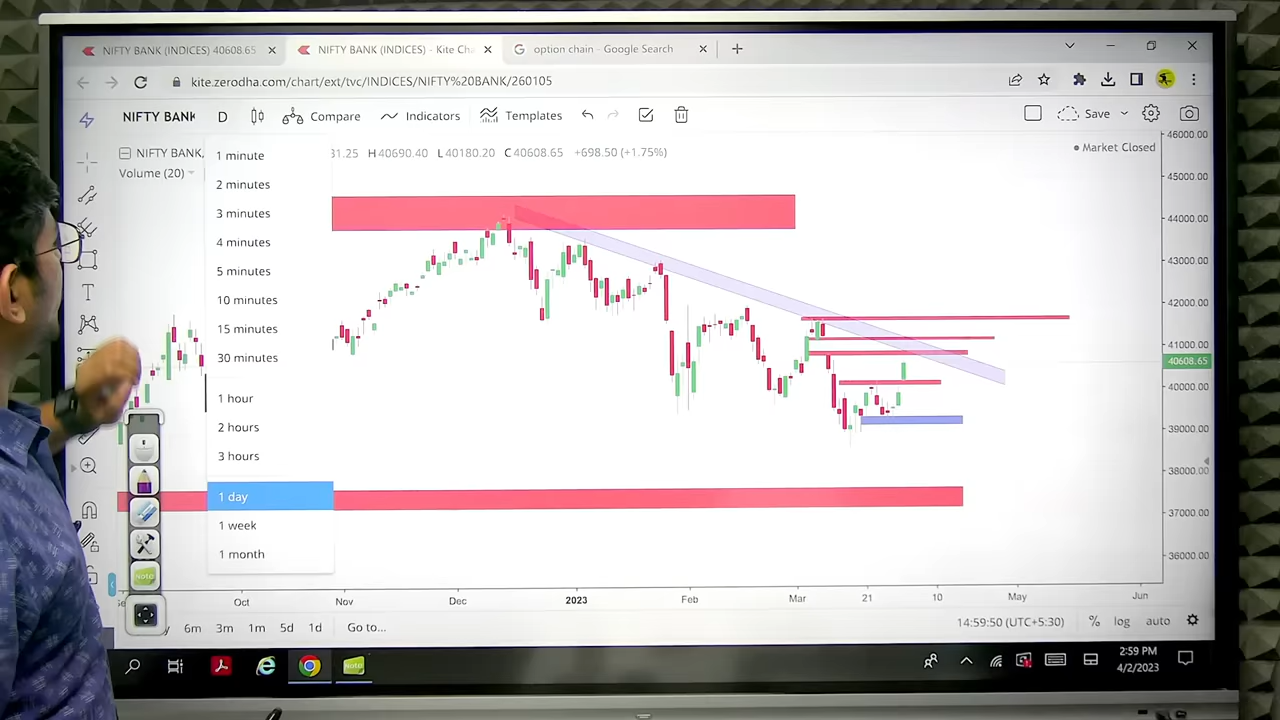 NIFTY BANK (INDICES) 40608.65
NIFTY BANK (INDICES) - Kite Cha
option chain - Google Search
kite.zerodha.com/chart/ext/tvc/INDICES/NIFTY%20BANK/260105
NIFTY BANK D Compare Indicators Templates Save
NIFTY BANK, 31.25 H40690.40 L40180.20 C40608.65 +698.50 (+1.75%)
Market Closed
Volume (20)
1 minute
2 minutes
3 minutes
4 minutes
5 minutes
10 minutes
15 minutes
30 minutes
1 hour
2 hours
3 hours
1 day
1 week
1 month
46000.00
45000.00
44000.00
43000.00
42000.00
41000.00
40608.65
40000.00
39000.00
38000.00
37000.00
36000.00
Oct Nov Dec 2023 Feb Mar 21 10 May Jun
6m 3m 1m 5d 1d Go to...
14:59:50 (UTC+5:30) % log auto
Note
Note
2:59 PM
4/2/2023